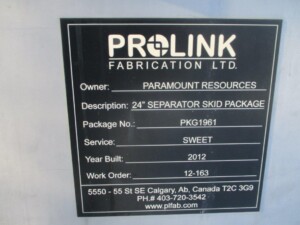 PROLINK
FABRICATION LTD.
Owner: PARAMOUNT RESOURCES
Description: 24" SEPARATOR SKID PACKAGE
Package No.: PKG1961
Service: SWEET
Year Built: 2012
Work Order: 12-163
5550 - 55 St SE Calgary, Ab, Canada T2C 3G9
PH.# 403-720-3542
www.plfab.com